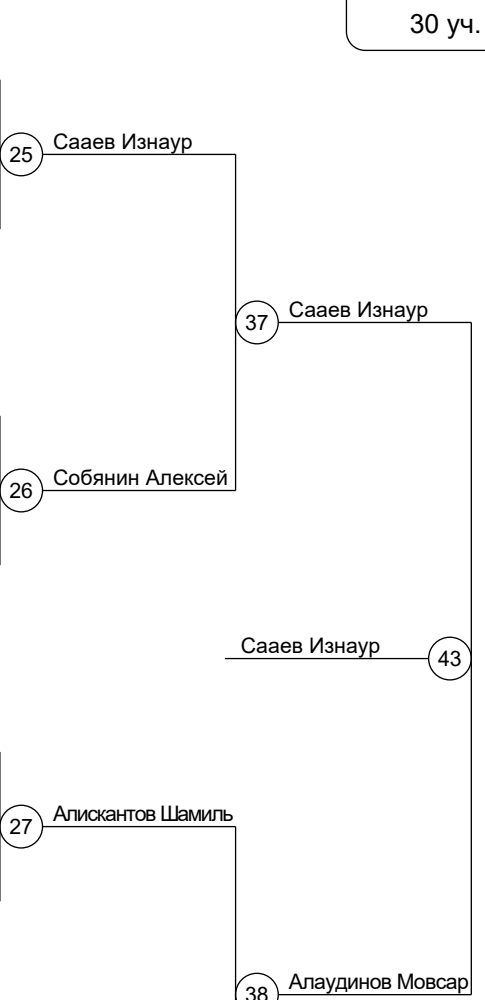 30 уч.
25 Сааев Изнаур
37 Сааев Изнаур
26 Собянин Алексей
Сааев Изнаур 43
27 Алискантов Шамиль
38 Алаудинов Мовсар